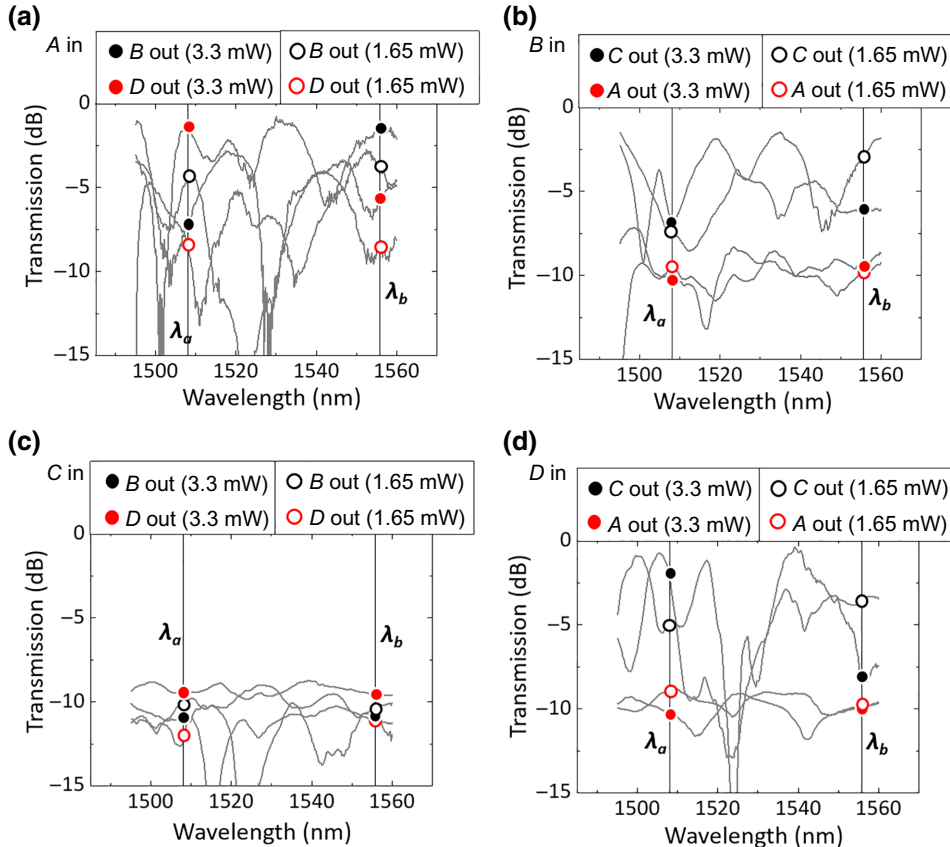 (a)
A in
B out (3.3 mW)
B out (1.65 mW)
D out (3.3 mW)
D out (1.65 mW)
0
−5
−10
−15
Transmission (dB)
λa
λb
1500
1520
1540
1560
Wavelength (nm)
(b)
B in
C out (3.3 mW)
C out (1.65 mW)
A out (3.3 mW)
A out (1.65 mW)
0
−5
−10
−15
Transmission (dB)
λa
λb
1500
1520
1540
1560
Wavelength (nm)
(c)
C in
B out (3.3 mW)
B out (1.65 mW)
D out (3.3 mW)
D out (1.65 mW)
0
−5
−10
−15
Transmission (dB)
λa
λb
1500
1520
1540
1560
Wavelength (nm)
(d)
D in
C out (3.3 mW)
C out (1.65 mW)
A out (3.3 mW)
A out (1.65 mW)
0
−5
−10
−15
Transmission (dB)
λa
λb
1500
1520
1540
1560
Wavelength (nm)